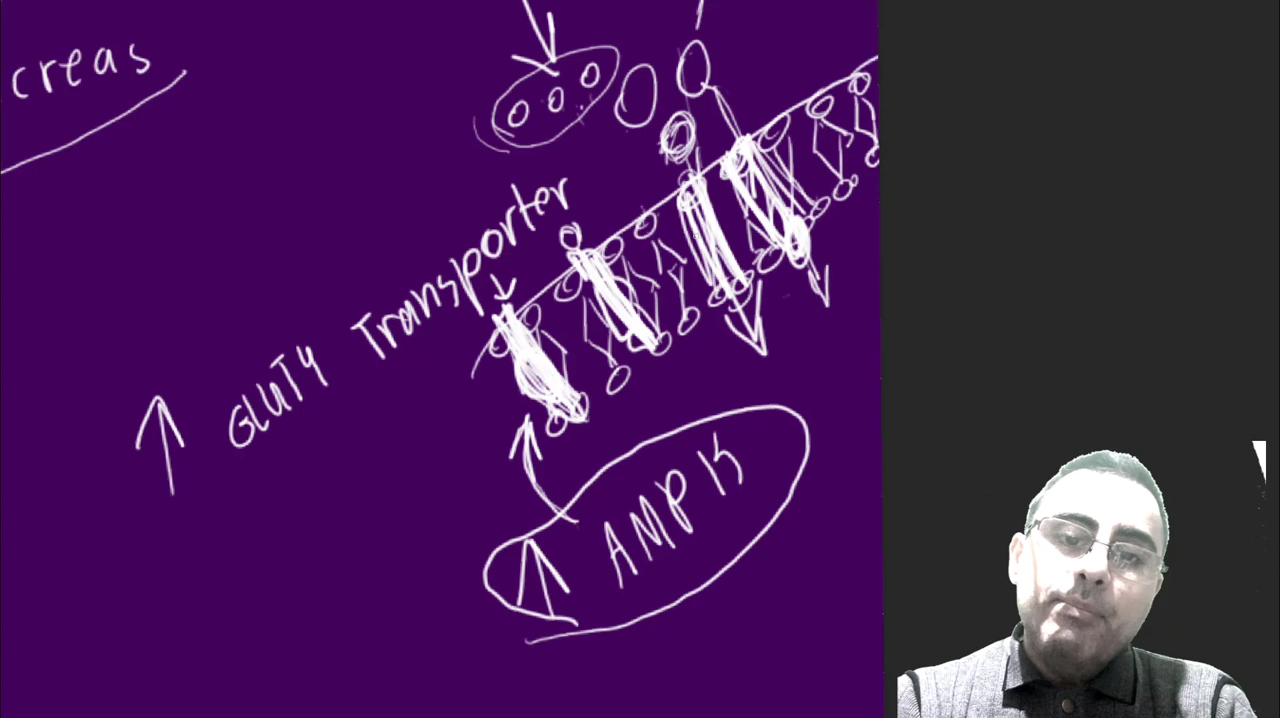 creas
↑ GLUT4 Transporter
↑ AMPK